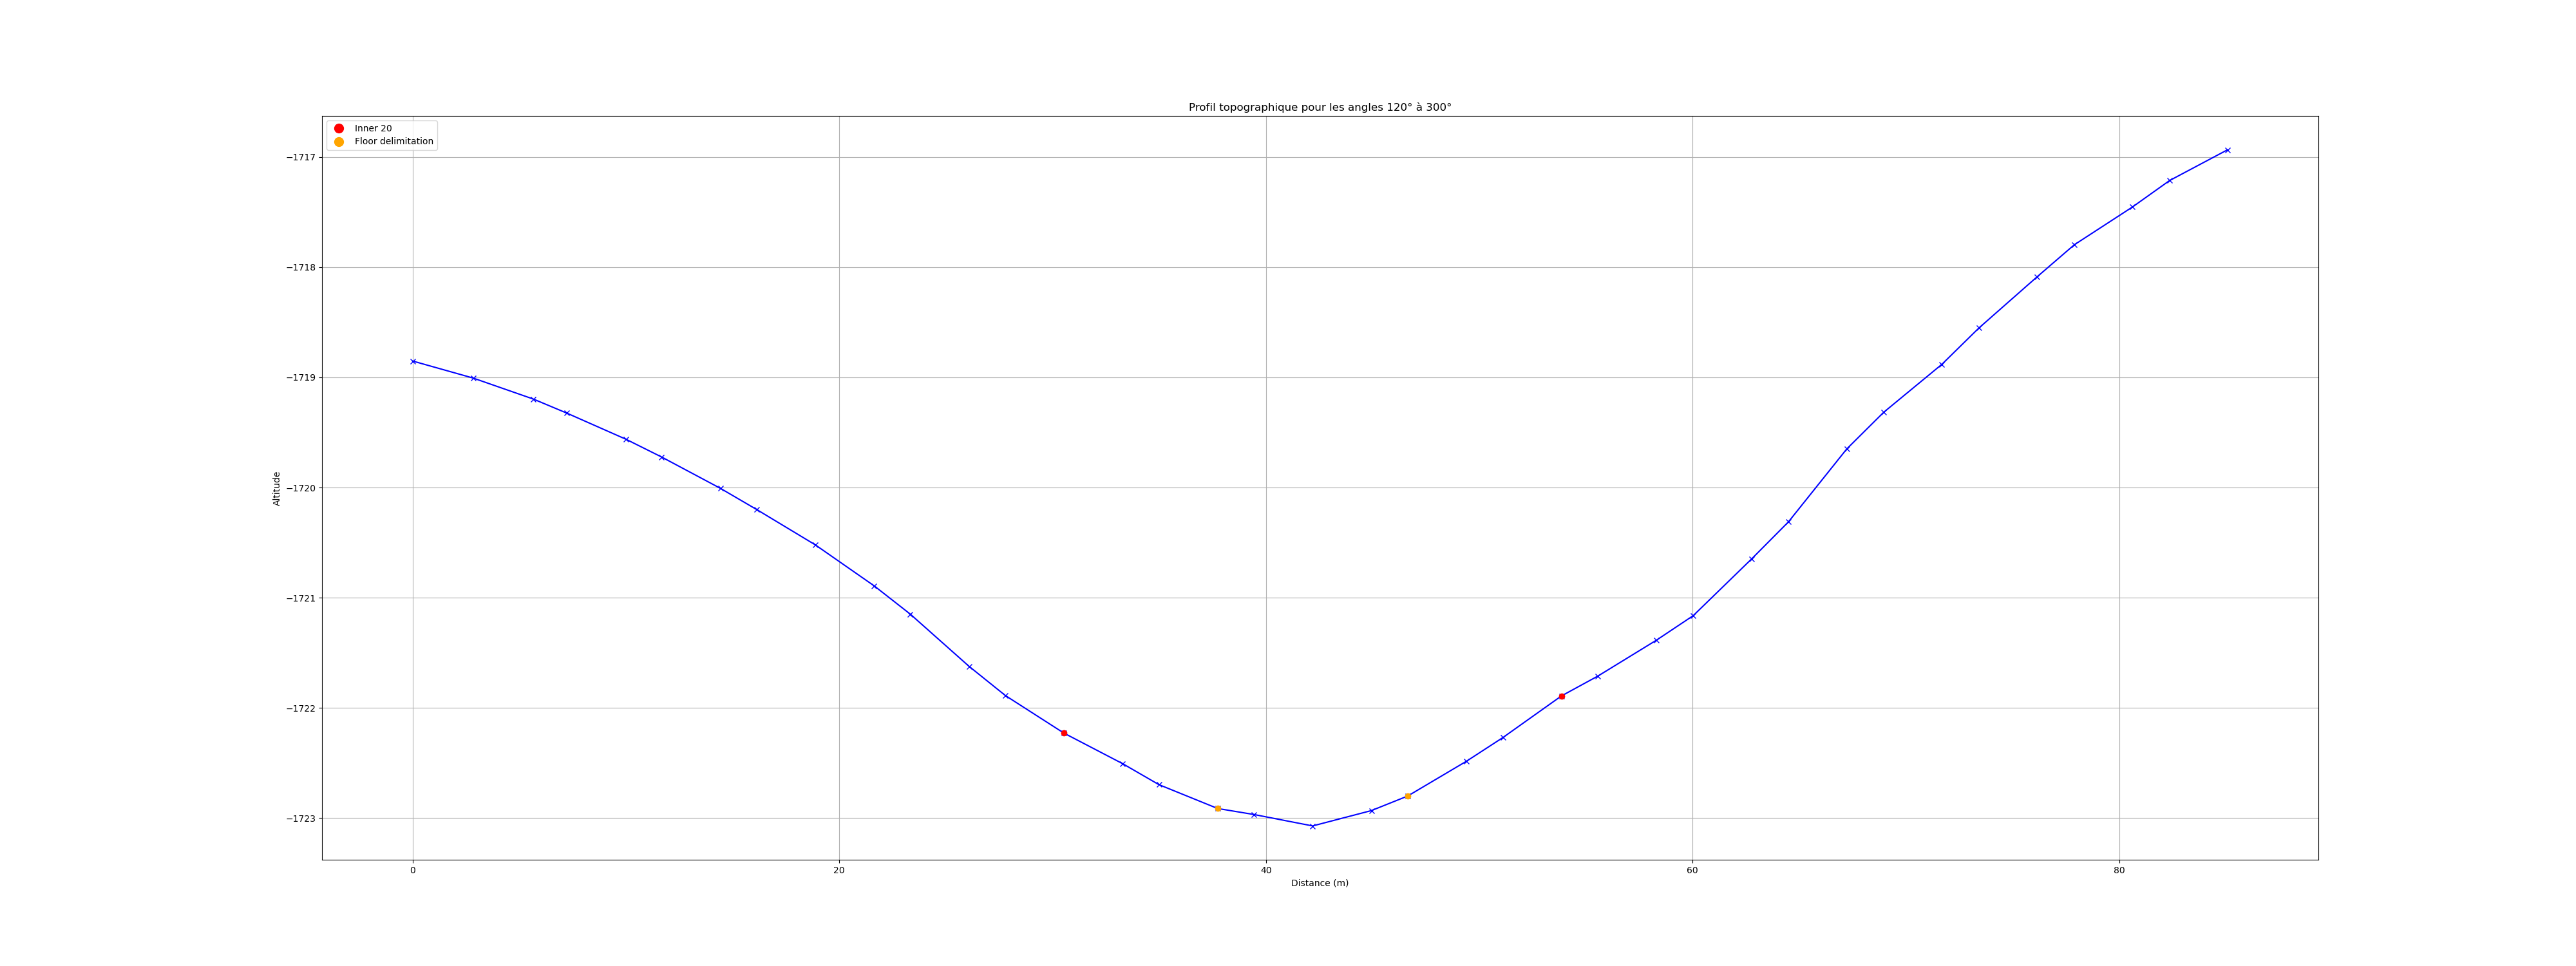 Profil topographique pour les angles 120° à 300°
Inner 20
Floor delimitation
−1717
−1718
−1719
−1720
−1721
−1722
−1723
Altitude
0 20 40 60 80
Distance (m)